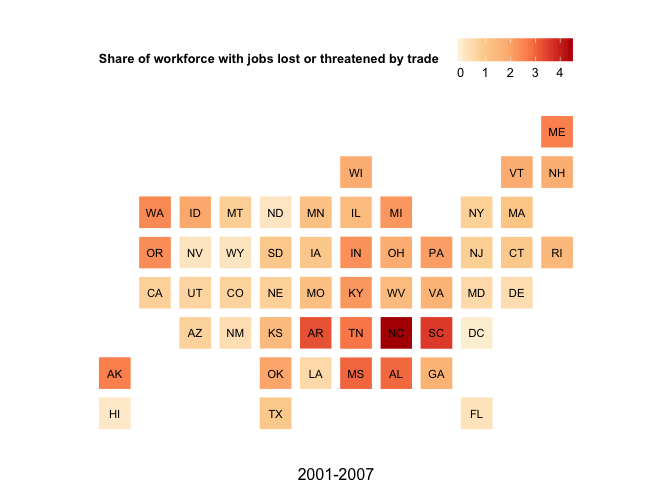 Share of workforce with jobs lost or threatened by trade
0 1 2 3 4
ME
WI VT NH
WA ID MT ND MN IL MI NY MA
OR NV WY SD IA IN OH PA NJ CT RI
CA UT CO NE MO KY WV VA MD DE
AZ NM KS AR TN NC SC DC
AK OK LA MS AL GA
HI TX FL
2001-2007